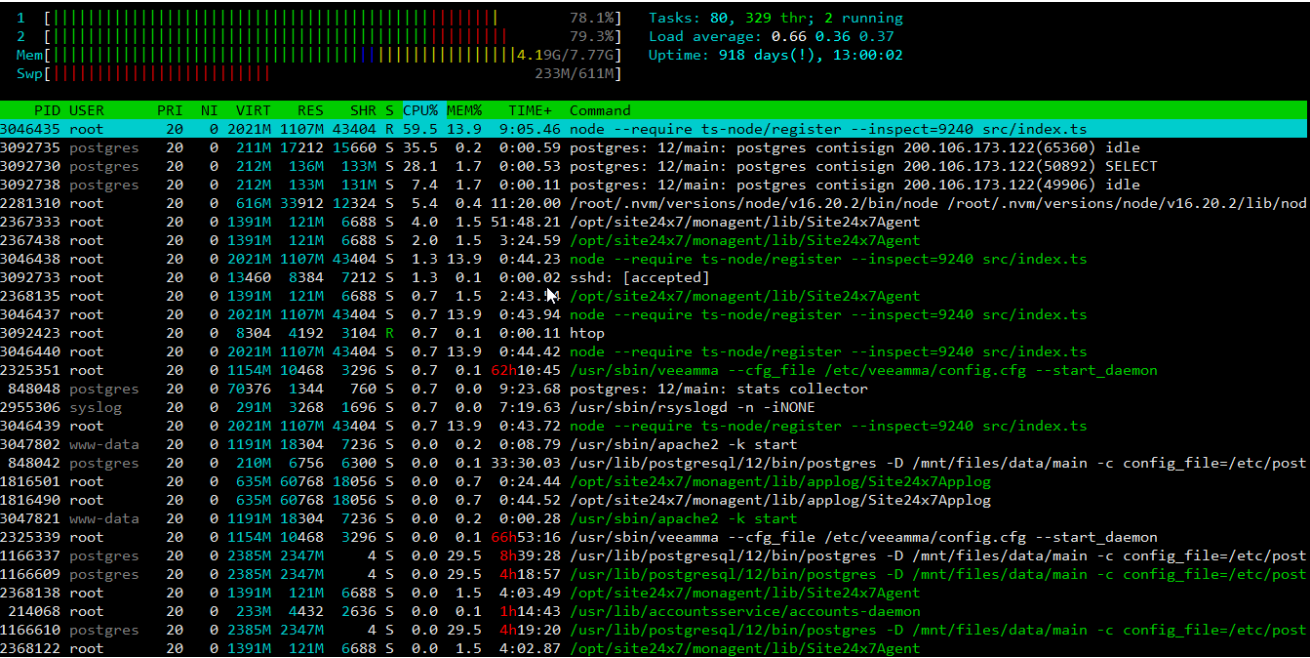 1 [||||||||||||||||||||||||||||||||||||||||||||||||| 78.1%] Tasks: 80, 329 thr; 2 running
2 [|||||||||||||||||||||||||||||||||||||||||||||||||| 79.3%] Load average: 0.66 0.36 0.37
Mem[|||||||||||||||||||||||||||||||||||||||||||||||||||4.19G/7.77G] Uptime: 918 days(!), 13:00:02
Swp[|||||||||||||||||||||||| 233M/611M]
PID USER PRI NI VIRT RES SHR S CPU% MEM% TIME+ Command
3046435 root 20 0 2021M 1107M 43404 R 59.5 13.9 9:05.46 node --require ts-node/register --inspect=9240 src/index.ts
3092735 postgres 20 0 211M 17212 15660 S 35.5 0.2 0:00.59 postgres: 12/main: postgres contisign 200.106.173.122(65360) idle
3092730 postgres 20 0 212M 136M 133M S 28.1 1.7 0:00.53 postgres: 12/main: postgres contisign 200.106.173.122(50892) SELECT
3092738 postgres 20 0 212M 133M 131M S 7.4 1.7 0:00.11 postgres: 12/main: postgres contisign 200.106.173.122(49906) idle
2281310 root 20 0 616M 33912 12324 S 5.4 0.4 11:20.00 /root/.nvm/versions/node/v16.20.2/bin/node /root/.nvm/versions/node/v16.20.2/lib/nod
2367333 root 20 0 1391M 121M 6688 S 4.0 1.5 51:48.21 /opt/site24x7/monagent/lib/Site24x7Agent
2367438 root 20 0 1391M 121M 6688 S 2.0 1.5 3:24.59 /opt/site24x7/monagent/lib/Site24x7Agent
3046438 root 20 0 2021M 1107M 43404 S 1.3 13.9 0:44.23 node --require ts-node/register --inspect=9240 src/index.ts
3092733 root 20 0 13460 8384 7212 S 1.3 0.1 0:00.02 sshd: [accepted]
2368135 root 20 0 1391M 121M 6688 S 0.7 1.5 /opt/site24x7/monagent/lib/Site24x7Agent
3046437 root 20 0 2021M 1107M 43404 S 0.7 13.9 0:43.94 node --require ts-node/register --inspect=9240 src/index.ts
3092423 root 20 0 8304 4192 3104 R 0.7 0.1 0:00.11 htop
3046440 root 20 0 2021M 1107M 43404 S 0.7 13.9 0:44.42 node --require ts-node/register --inspect=9240 src/index.ts
2325351 root 20 0 1154M 10468 3296 S 0.7 0.1 62h10:45 /usr/sbin/veeamma --cfg_file /etc/veeamma/config.cfg --start_daemon
848048 postgres 20 0 70376 1344 760 S 0.7 0.0 9:23.68 postgres: 12/main: stats collector
2955306 syslog 20 0 291M 3268 1696 S 0.7 0.0 7:19.63 /usr/sbin/rsyslogd -n -iNONE
3046439 root 20 0 2021M 1107M 43404 S 0.7 13.9 0:43.72 node --require ts-node/register --inspect=9240 src/index.ts
3047802 www-data 20 0 1191M 18304 7236 S 0.0 0.2 0:08.79 /usr/sbin/apache2 -k start
848042 postgres 20 0 210M 6756 6300 S 0.0 0.1 33:30.03 /usr/lib/postgresql/12/bin/postgres -D /mnt/files/data/main -c config_file=/etc/post
1816501 root 20 0 635M 60768 18056 S 0.0 0.7 0:24.44 /opt/site24x7/monagent/lib/applog/Site24x7Applog
1816490 root 20 0 635M 60768 18056 S 0.0 0.7 0:44.52 /opt/site24x7/monagent/lib/applog/Site24x7Applog
3047821 www-data 20 0 1191M 18304 7236 S 0.0 0.2 0:00.28 /usr/sbin/apache2 -k start
2325339 root 20 0 1154M 10468 3296 S 0.0 0.1 66h53:16 /usr/sbin/veeamma --cfg_file /etc/veeamma/config.cfg --start_daemon
1166337 postgres 20 0 2385M 2347M 4 S 0.0 29.5 8h39:28 /usr/lib/postgresql/12/bin/postgres -D /mnt/files/data/main -c config_file=/etc/post
1166609 postgres 20 0 2385M 2347M 4 S 0.0 29.5 4h18:57 /usr/lib/postgresql/12/bin/postgres -D /mnt/files/data/main -c config_file=/etc/post
2368138 root 20 0 1391M 121M 6688 S 0.0 1.5 4:03.49 /opt/site24x7/monagent/lib/Site24x7Agent
214068 root 20 0 233M 4432 2636 S 0.0 0.1 1h14:43 /usr/lib/accountsservice/accounts-daemon
1166610 postgres 20 0 2385M 2347M 4 S 0.0 29.5 4h19:20 /usr/lib/postgresql/12/bin/postgres -D /mnt/files/data/main -c config_file=/etc/post
2368122 root 20 0 1391M 121M 6688 S 0.0 1.5 4:02.87 /opt/site24x7/monagent/lib/Site24x7Agent